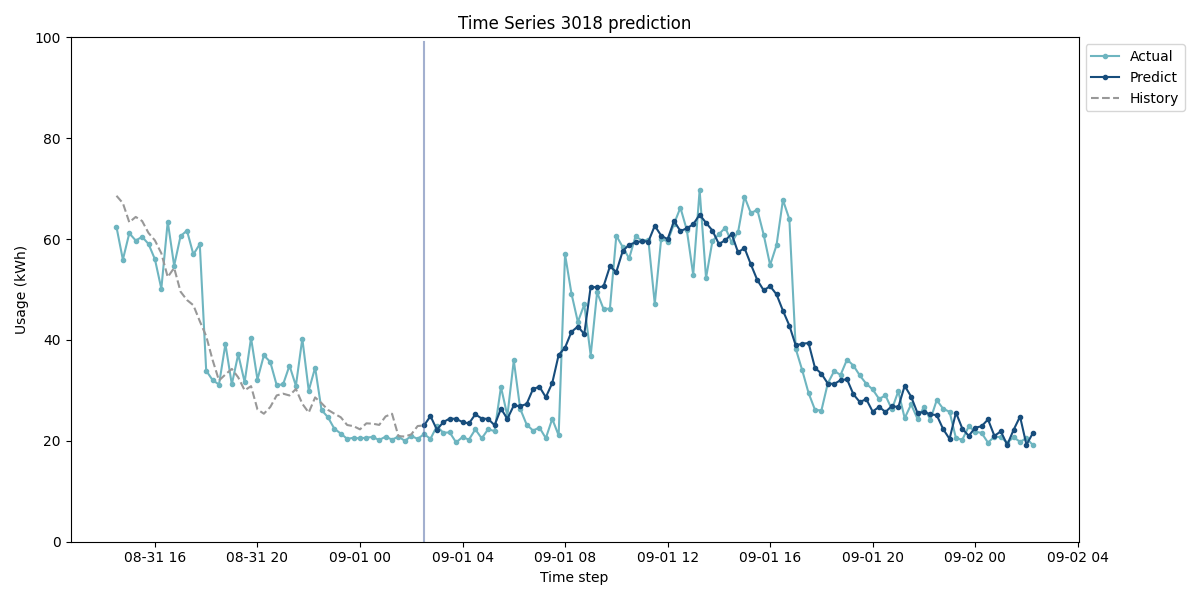 Time Series 3018 prediction
100
80
60
40
20
0
Usage (kWh)
08-31 16
08-31 20
09-01 00
09-01 04
09-01 08
09-01 12
09-01 16
09-01 20
09-02 00
09-02 04
Time step
Actual
Predict
History